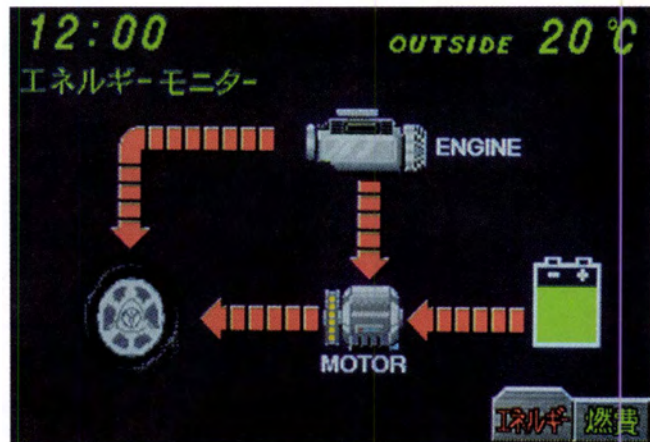 12:00
OUTSIDE 20℃
エネルギーモニター
ENGINE
- +
MOTOR
エネルギー 燃費